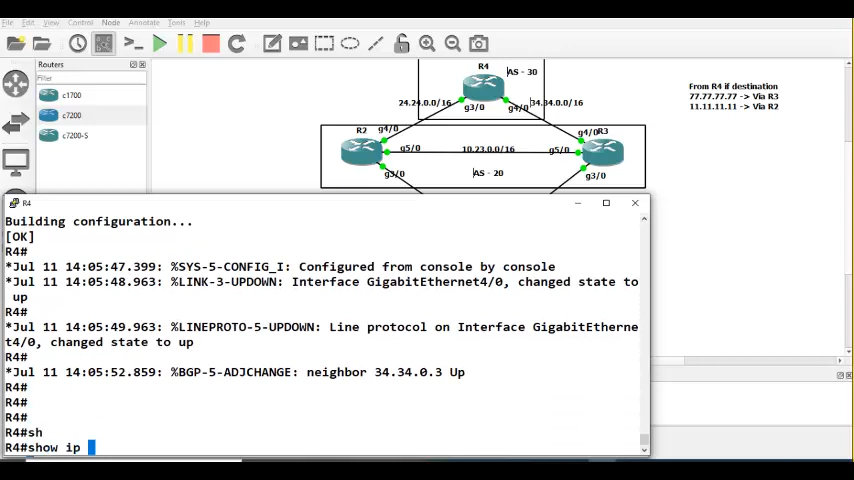 File Edit View Control Node Annotate Tools Help
Routers
Filter
c1700
c7200
c7200-S
R4
AS - 30
24.24.0.0/16
g3/0
g4/0
34.34.0.0/16
From R4 if destination
77.77.77.77 -> Via R3
11.11.11.11 -> Via R2
R2
g4/0
g5/0
10.23.0.0/16
g4/0
R3
g5/0
g3/0
AS - 20
g3/0
R4
Building configuration...
[OK]
R4#
*Jul 11 14:05:47.399: %SYS-5-CONFIG_I: Configured from console by console
*Jul 11 14:05:48.963: %LINK-3-UPDOWN: Interface GigabitEthernet4/0, changed state to
up
R4#
*Jul 11 14:05:49.963: %LINEPROTO-5-UPDOWN: Line protocol on Interface GigabitEtherne
t4/0, changed state to up
R4#
*Jul 11 14:05:52.859: %BGP-5-ADJCHANGE: neighbor 34.34.0.3 Up
R4#
R4#
R4#
R4#sh
R4#show ip